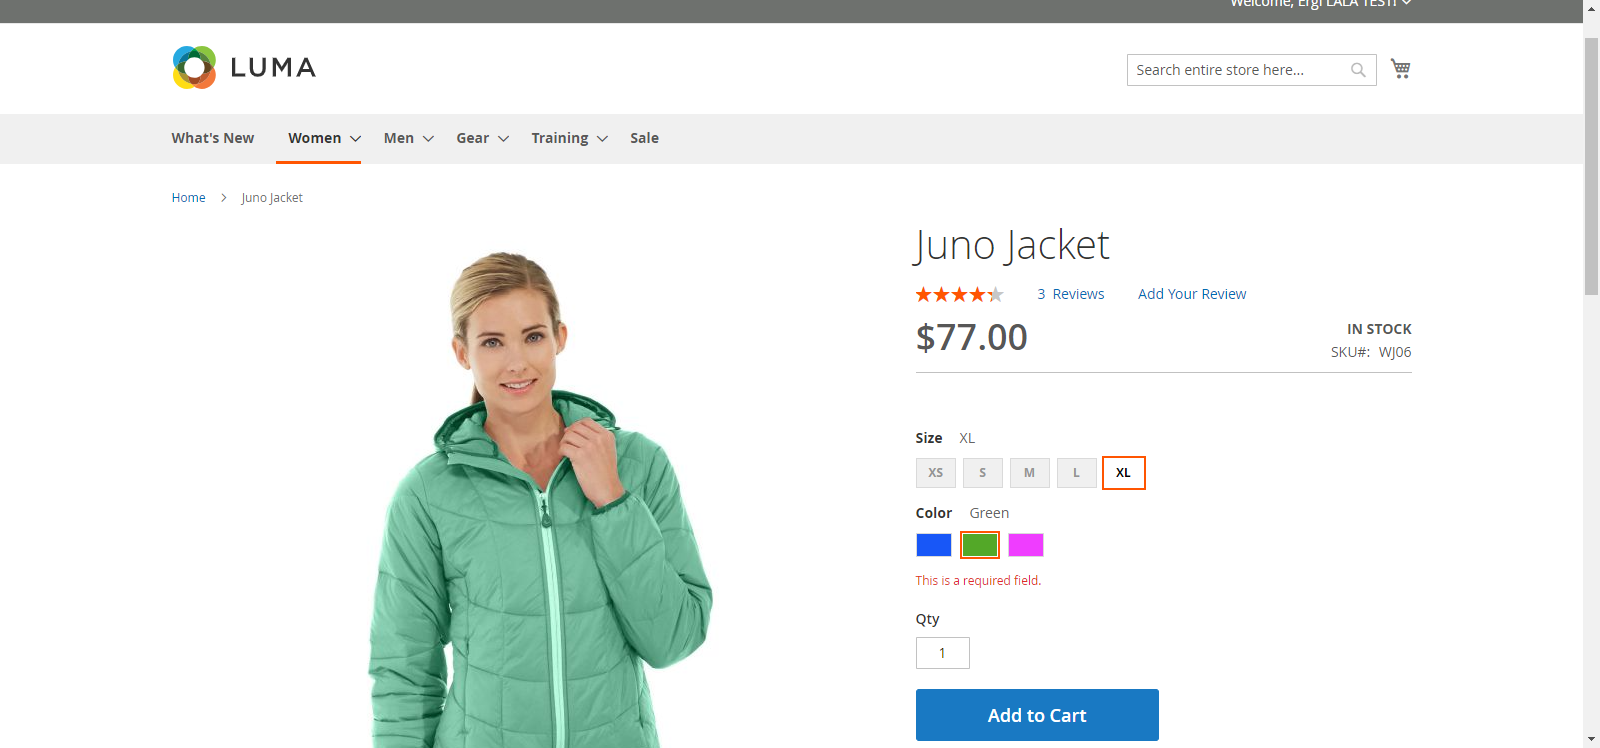 Welcome, Ergi LALA TEST!
LUMA
Search entire store here...
What's New Women Men Gear Training Sale
Home Juno Jacket
Juno Jacket
3 Reviews Add Your Review
$77.00
IN STOCK
SKU#: WJ06
Size XL
XS S M L XL
Color Green
This is a required field.
Qty
1
Add to Cart